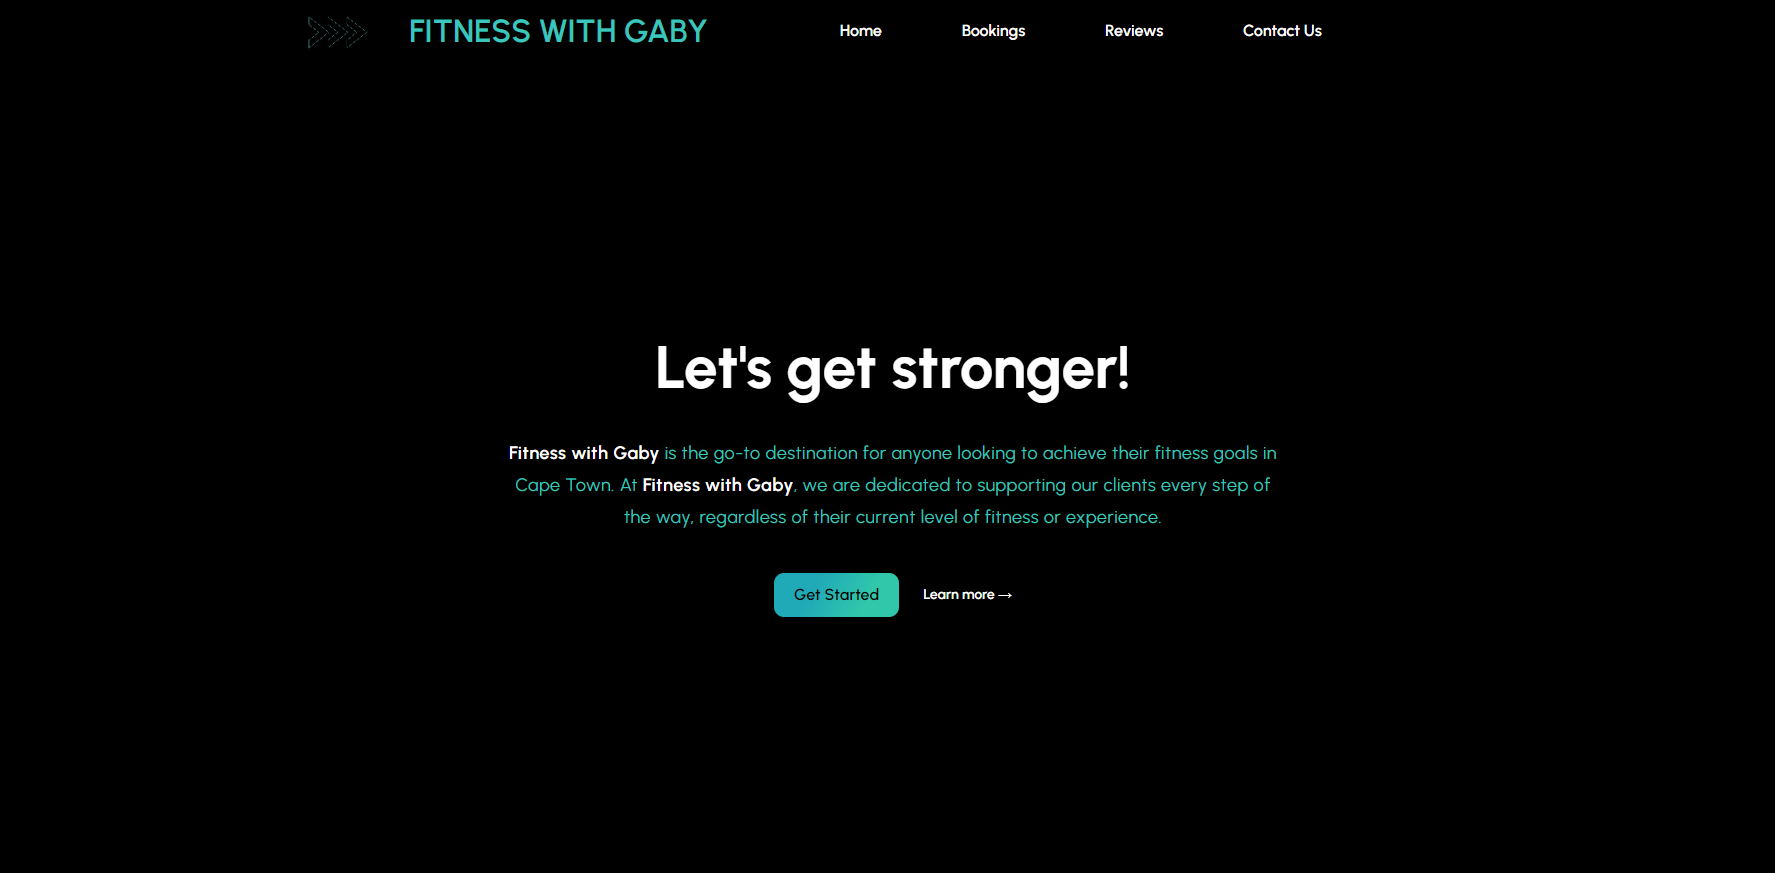 FITNESS WITH GABY
Home
Bookings
Reviews
Contact Us
Let's get stronger!
Fitness with Gaby is the go-to destination for anyone looking to achieve their fitness goals in
Cape Town. At Fitness with Gaby, we are dedicated to supporting our clients every step of
the way, regardless of their current level of fitness or experience.
Get Started
Learn more →